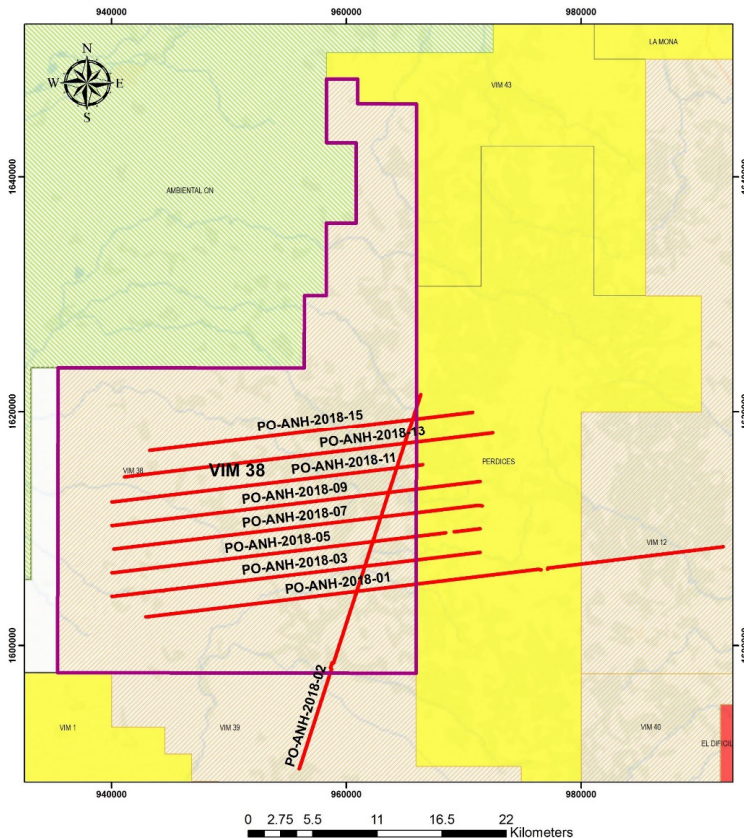 940000 960000 980000
LA MONA
N
W E
S
VIM 43
1640000 1640000
AMBIENTAL ON
1620000
PO-ANH-2018-15
PO-ANH-2018-13
PO-ANH-2018-11
VIM 38
VIM 38
PERDICES
PO-ANH-2018-09
PO-ANH-2018-07
PO-ANH-2018-05
VIM 12
PO-ANH-2018-03
PO-ANH-2018-01
1600000
PO-ANH-2018-02
VIM 1
VIM 39
VIM 40
EL DIFICIL
940000 960000 980000
0 2.75 5.5 11 16.5 22
Kilometers